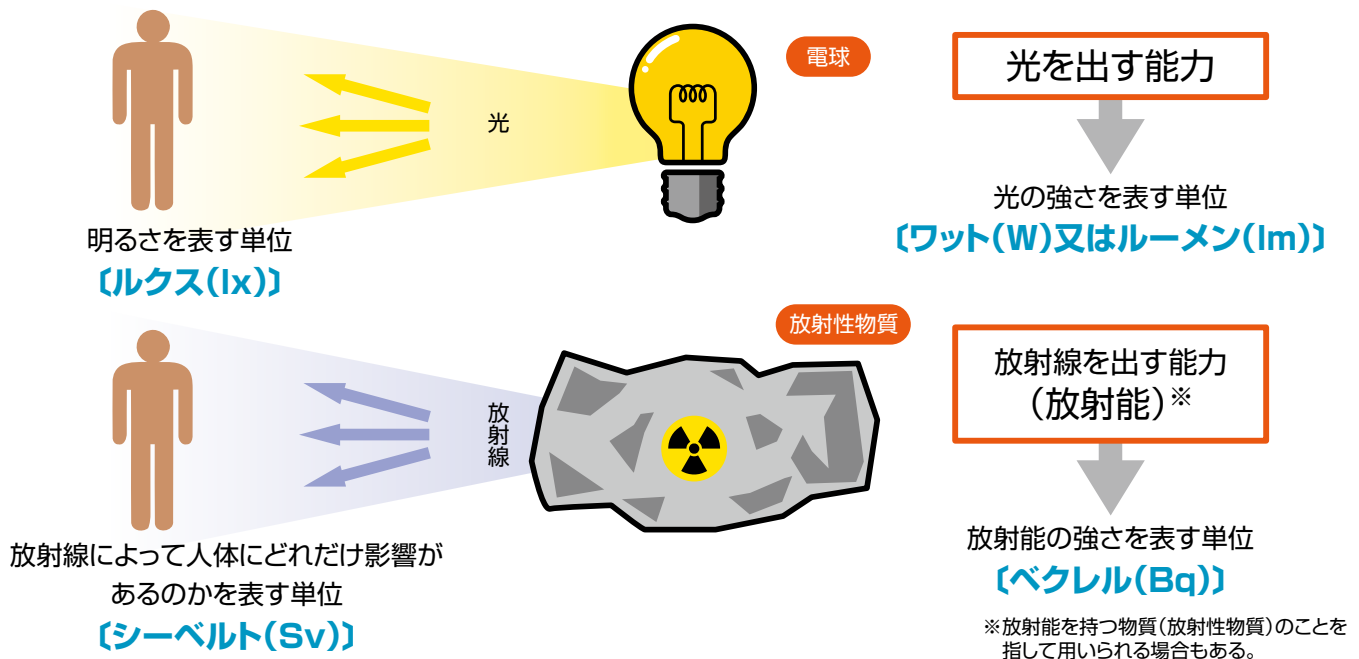 電球
光を出す能力
光
光の強さを表す単位
〔ワット(W)又はルーメン(lm)〕
明るさを表す単位
〔ルクス(lx)〕
放射性物質
放射線を出す能力
(放射能)※
放射線
放射能の強さを表す単位
〔ベクレル(Bq)〕
放射線によって人体にどれだけ影響が
あるのかを表す単位
〔シーベルト(Sv)〕
※放射能を持つ物質(放射性物質)のことを
指して用いられる場合もある。